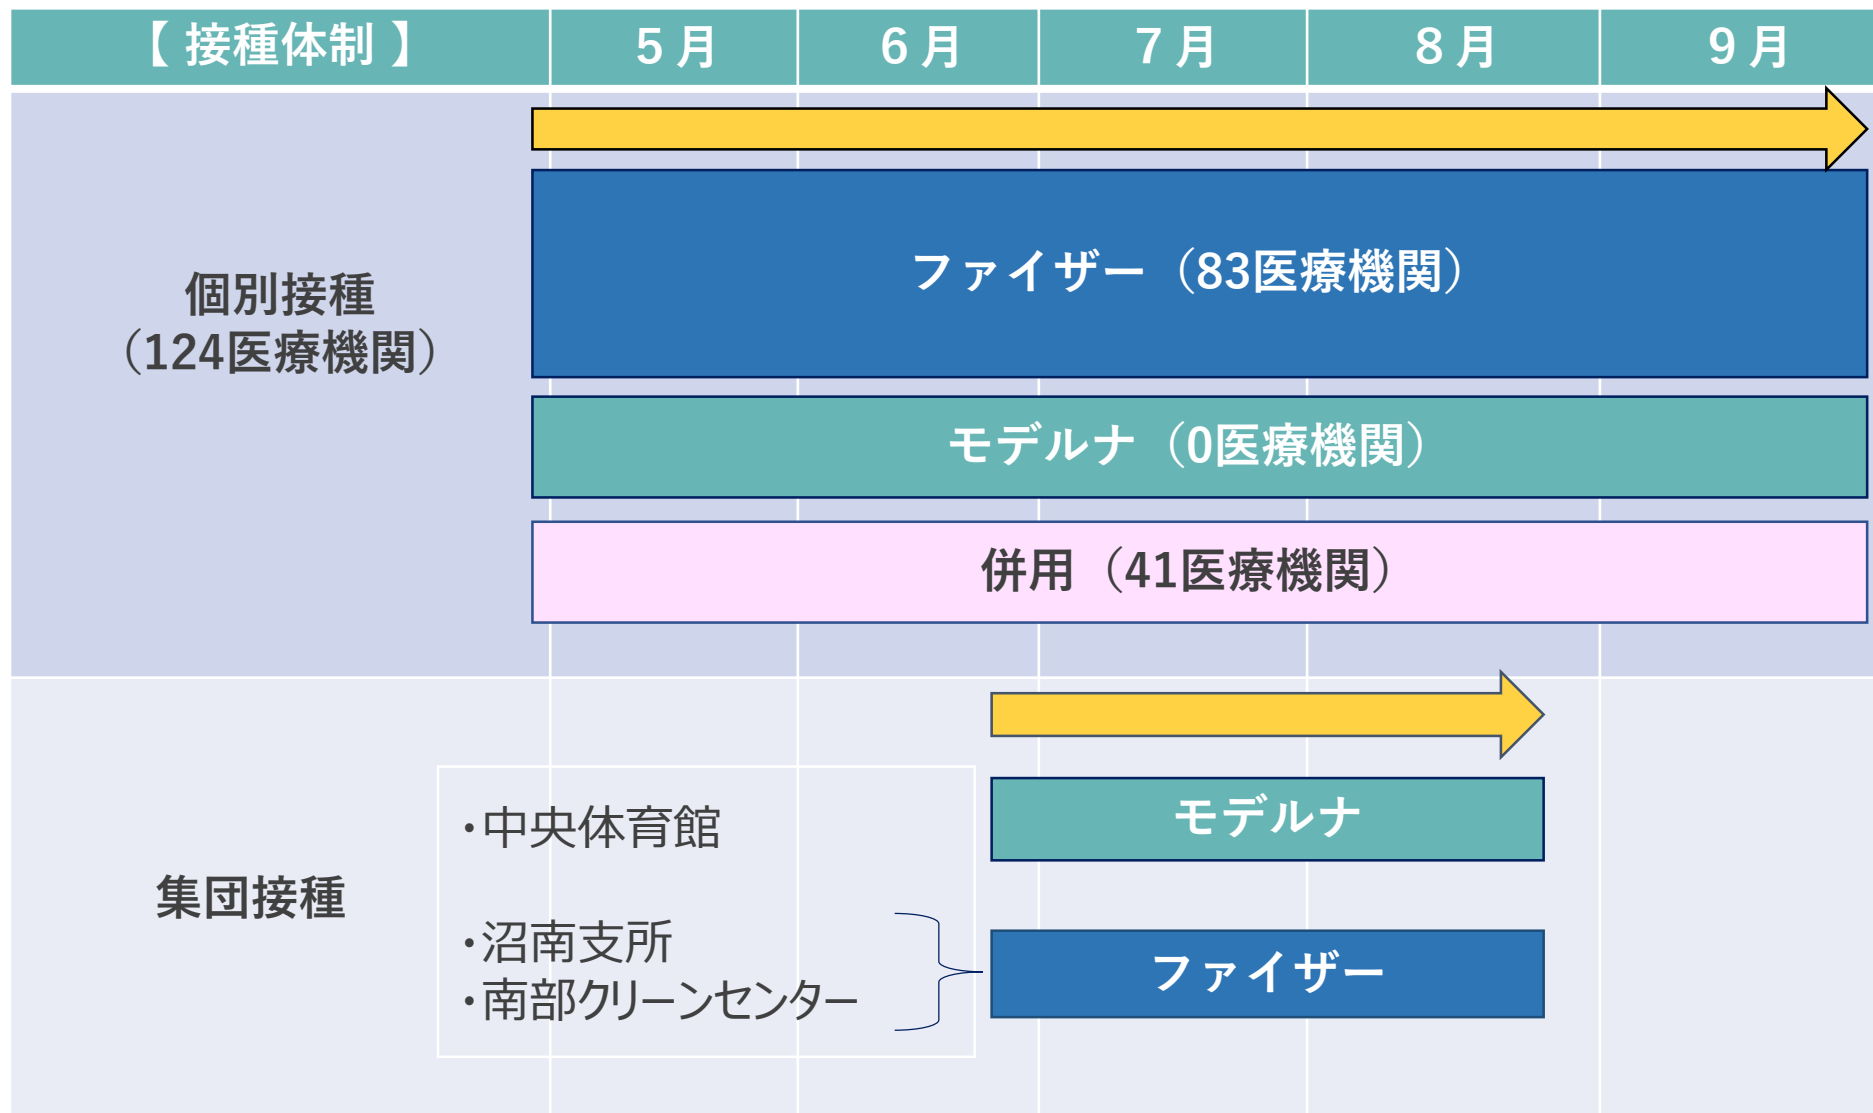 【 接種体制 】
5月
6月
7月
8月
9月
個別接種
（124医療機関）
ファイザー（83医療機関）
モデルナ（0医療機関）
併用（41医療機関）
集団接種
・中央体育館
・沼南支所
・南部クリーンセンター
モデルナ
ファイザー